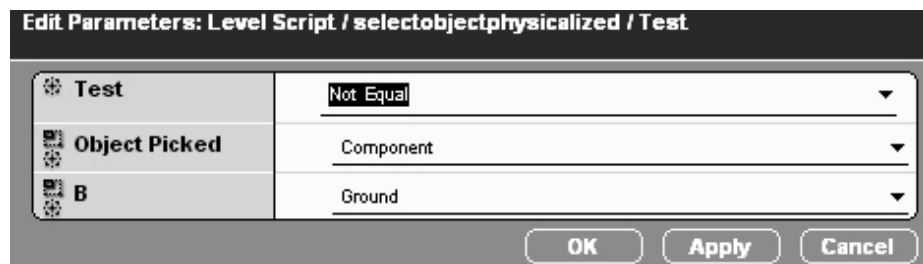 Edit Parameters: Level Script / selectobjectphysicalized / Test
Test Not Equal
Object Picked Component
B Ground
OK Apply Cancel